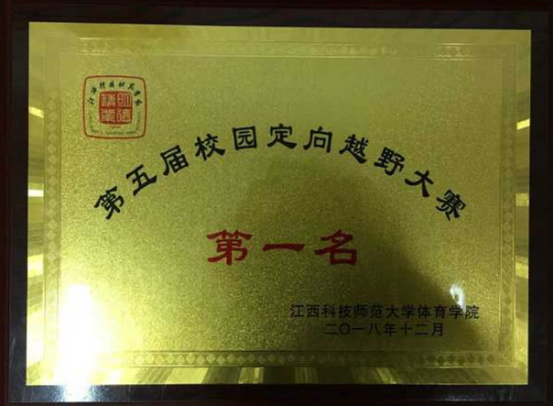 第五届校园定向越野大赛
第一名
江西科技师范大学体育学院
二〇一八年十二月